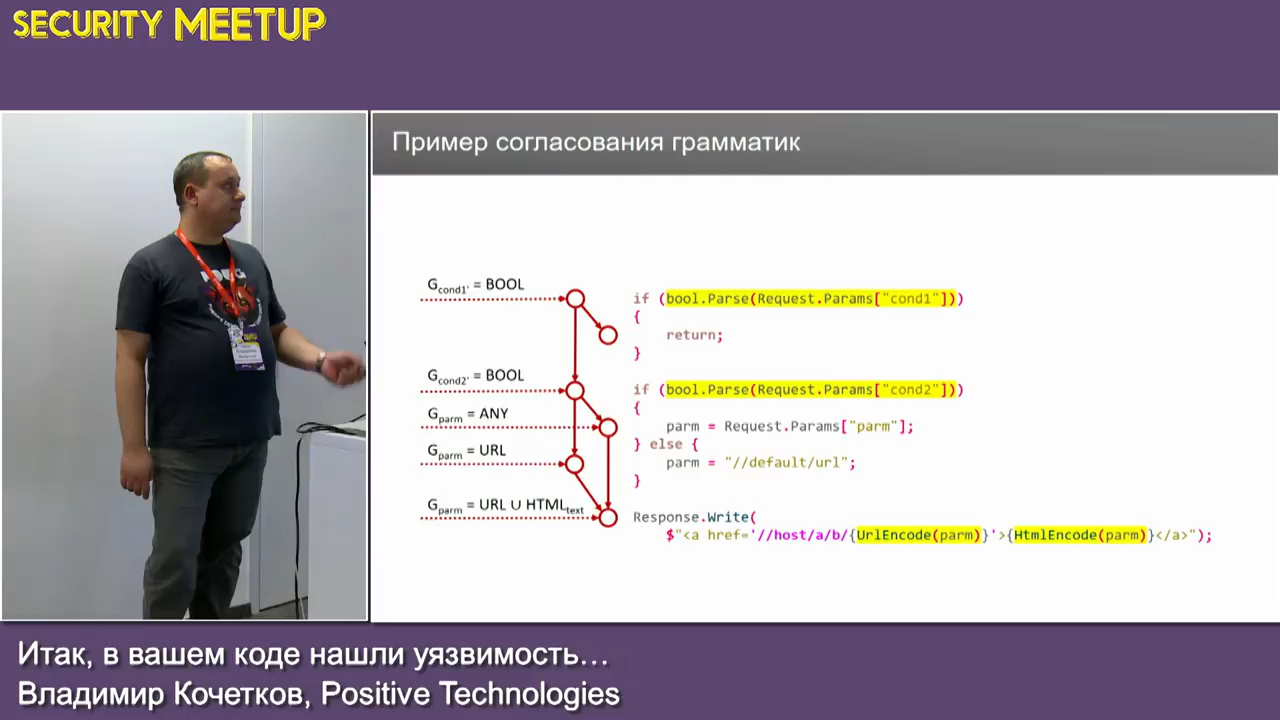 SECURITY MEETUP
Пример согласования грамматик
Gcond1' = BOOL
if (bool.Parse(Request.Params["cond1"]))
{
return;
}
Gcond2' = BOOL
if (bool.Parse(Request.Params["cond2"]))
{
Gparm = ANY
parm = Request.Params["parm"];
} else {
Gparm = URL
parm = "//default/url";
}
Gparm = URL ∪ HTMLtext
Response.Write(
$"<a href='//host/a/b/{UrlEncode(parm)}'>{HtmlEncode(parm)}</a>");
Итак, в вашем коде нашли уязвимость…
Владимир Кочетков, Positive Technologies